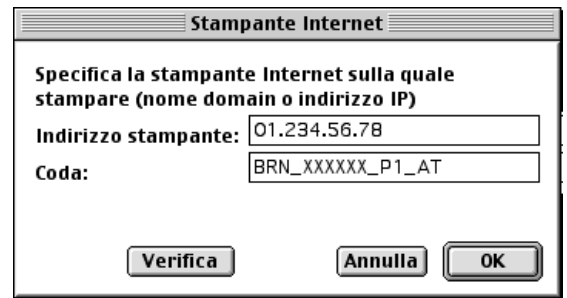 Stampante Internet
Specifica la stampante Internet sulla quale
stampare (nome domain o indirizzo IP)
Indirizzo stampante: 01.234.56.78
Coda: BRN_XXXXXX_P1_AT
Verifica Annulla OK